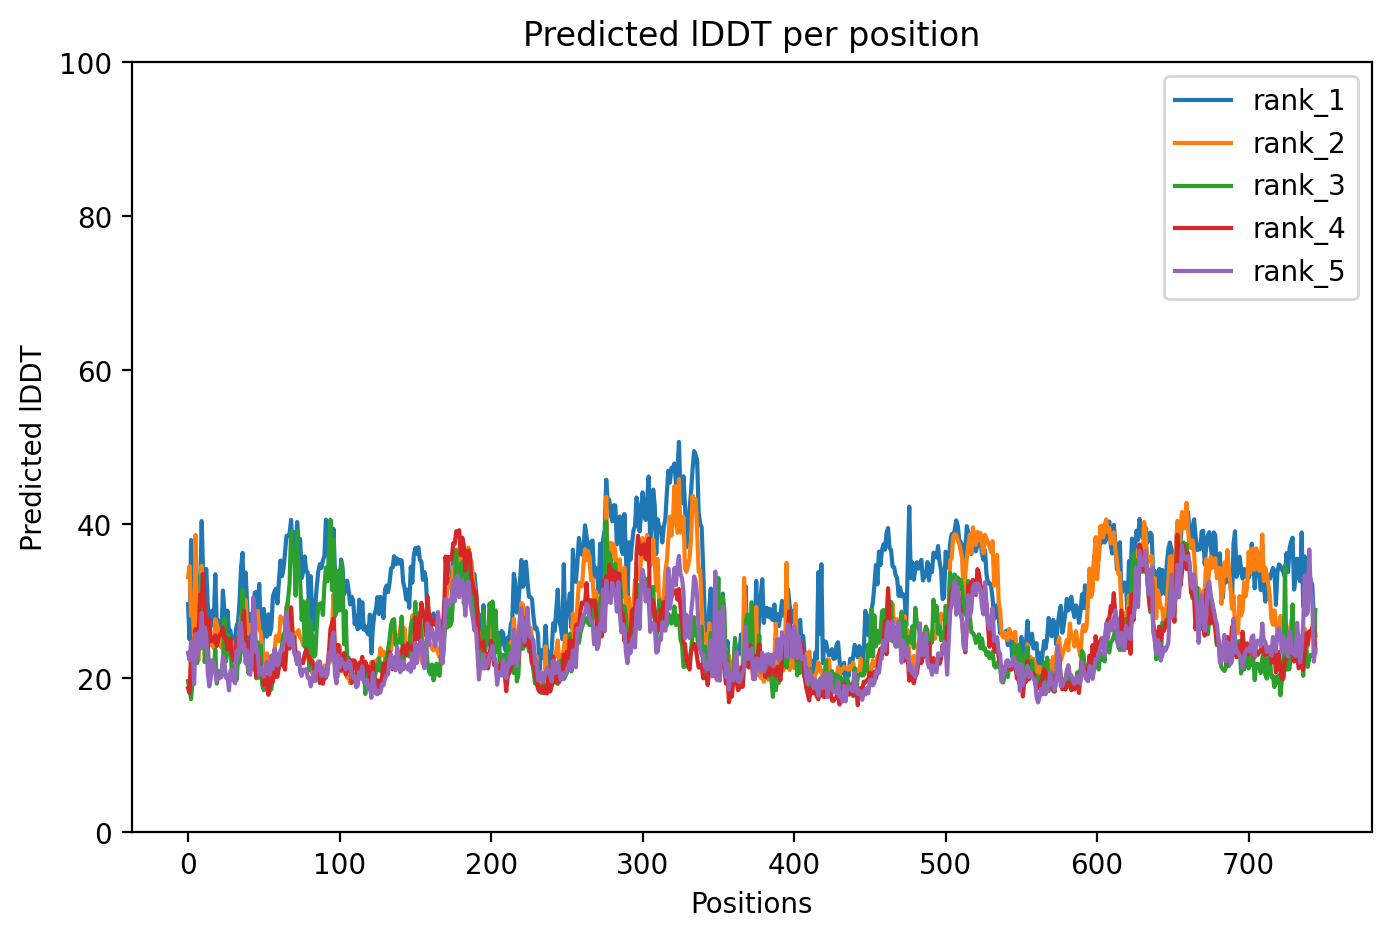 Predicted lDDT per position
100
80
60
40
20
0
Predicted lDDT
rank_1
rank_2
rank_3
rank_4
rank_5
0 100 200 300 400 500 600 700
Positions